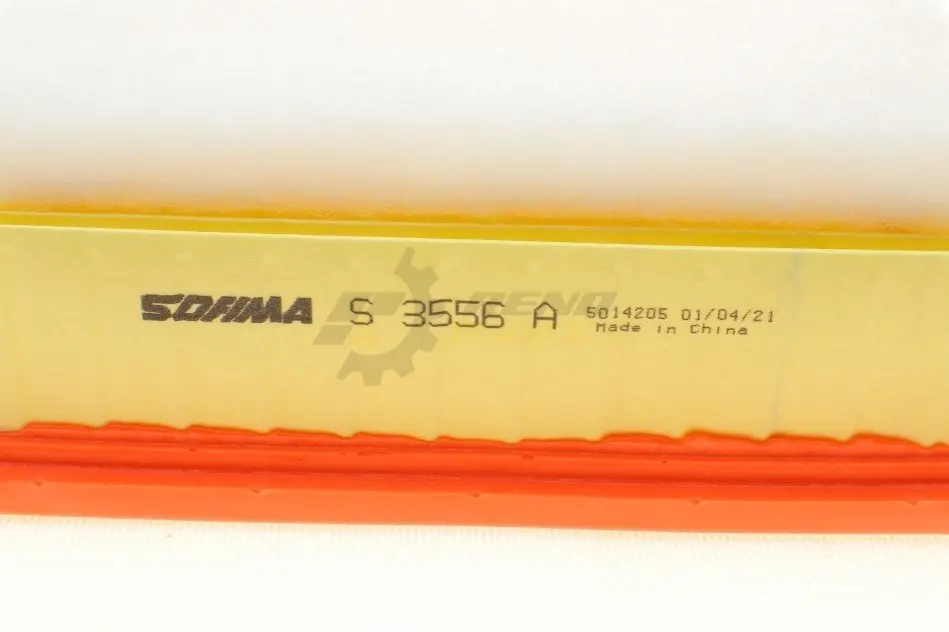 SOFIMA S 3556 A 5014205 01/04/21
Made in China